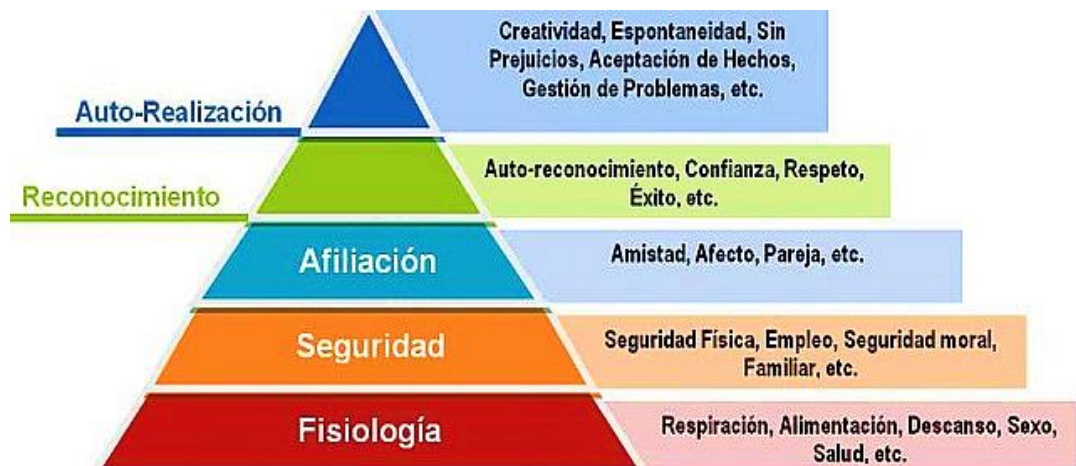 Creatividad, Espontaneidad, Sin
Prejuicios, Aceptación de Hechos,
Gestión de Problemas, etc.
Auto-Realización
Auto-reconocimiento, Confianza, Respeto,
Éxito, etc.
Reconocimiento
Afiliación
Amistad, Afecto, Pareja, etc.
Seguridad
Seguridad Física, Empleo, Seguridad moral,
Familiar, etc.
Fisiología
Respiración, Alimentación, Descanso, Sexo,
Salud, etc.